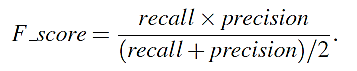 F_score = recall × precision / (recall + precision)/2 .